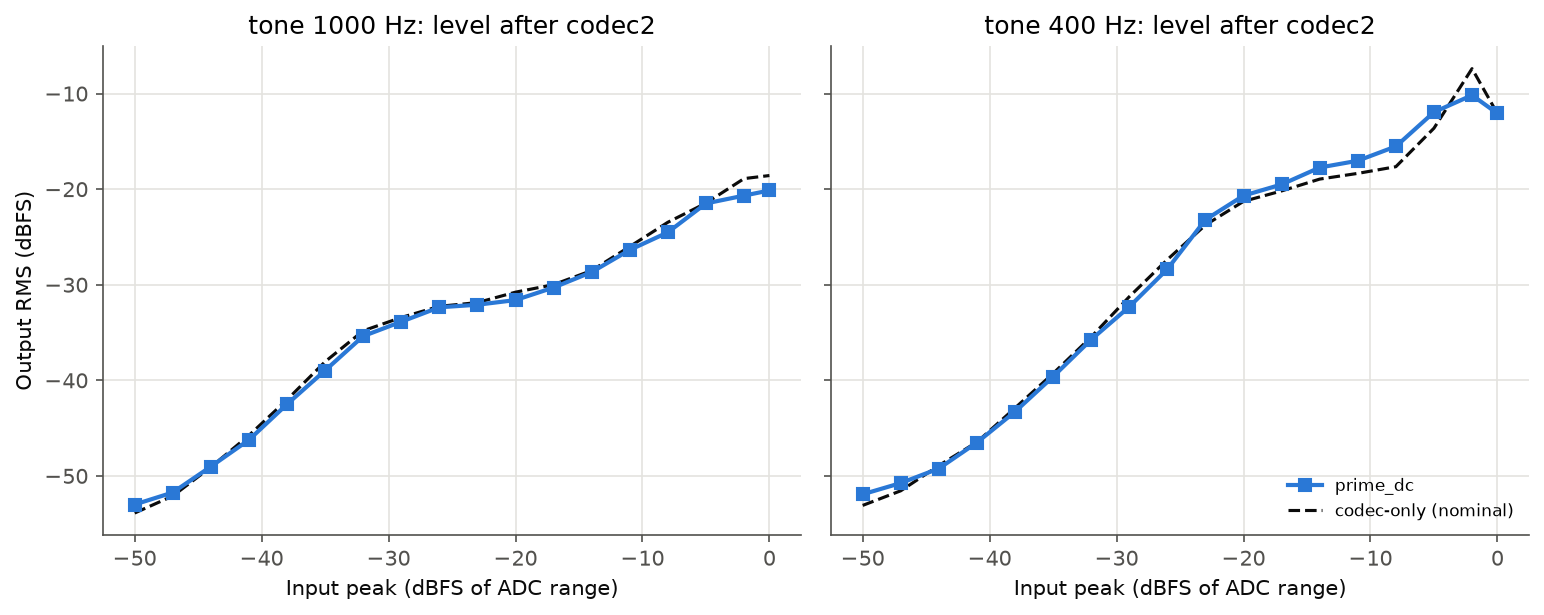 tone 1000 Hz: level after codec2
tone 400 Hz: level after codec2
Output RMS (dBFS)
−10
−20
−30
−40
−50
−50
−40
−30
−20
−10
0
−50
−40
−30
−20
−10
0
prime_dc
codec-only (nominal)
Input peak (dBFS of ADC range)
Input peak (dBFS of ADC range)